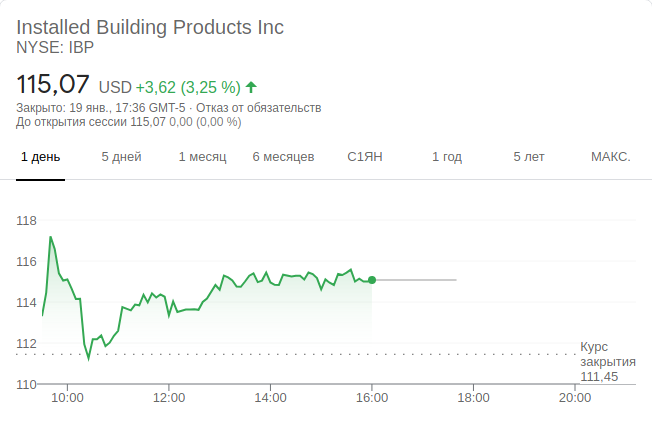 Installed Building Products Inc
NYSE: IBP
115,07 USD +3,62 (3,25 %)
Закрыто: 19 янв., 17:36 GMT-5 · Отказ от обязательств
До открытия сессии 115,07 0,00 (0,00 %)
1 день 5 дней 1 месяц 6 месяцев С1ЯН 1 год 5 лет МАКС.
118
116
114
112
Курс
закрытия
111,45
110
10:00 12:00 14:00 16:00 18:00 20:00